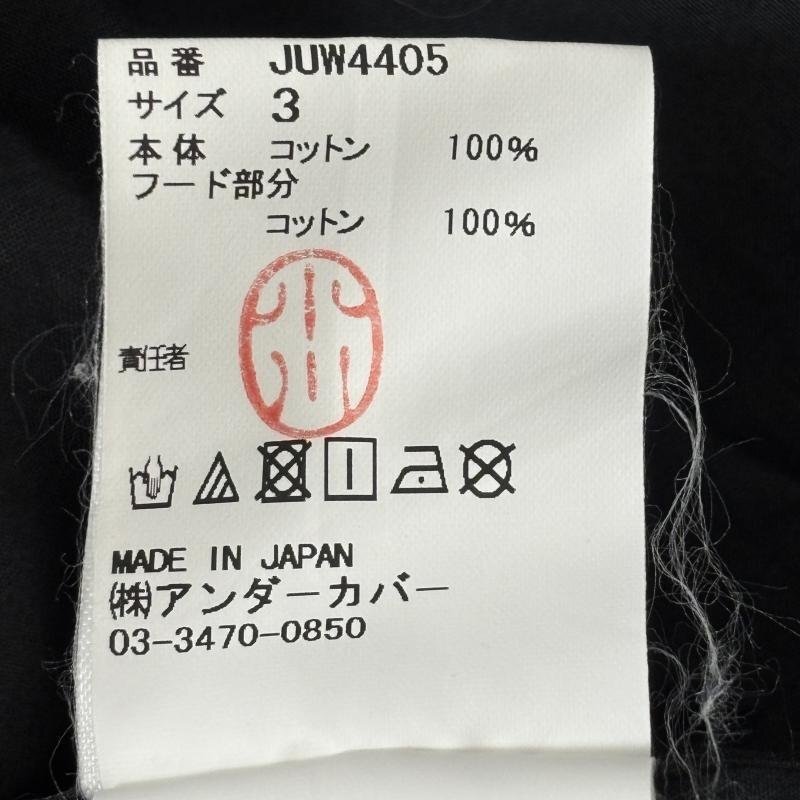 品番 JUW4405
サイズ 3
本体 コットン 100%
フード部分
コットン 100%
責任者 小山
MADE IN JAPAN
㈱アンダーカバー
03-3470-0850